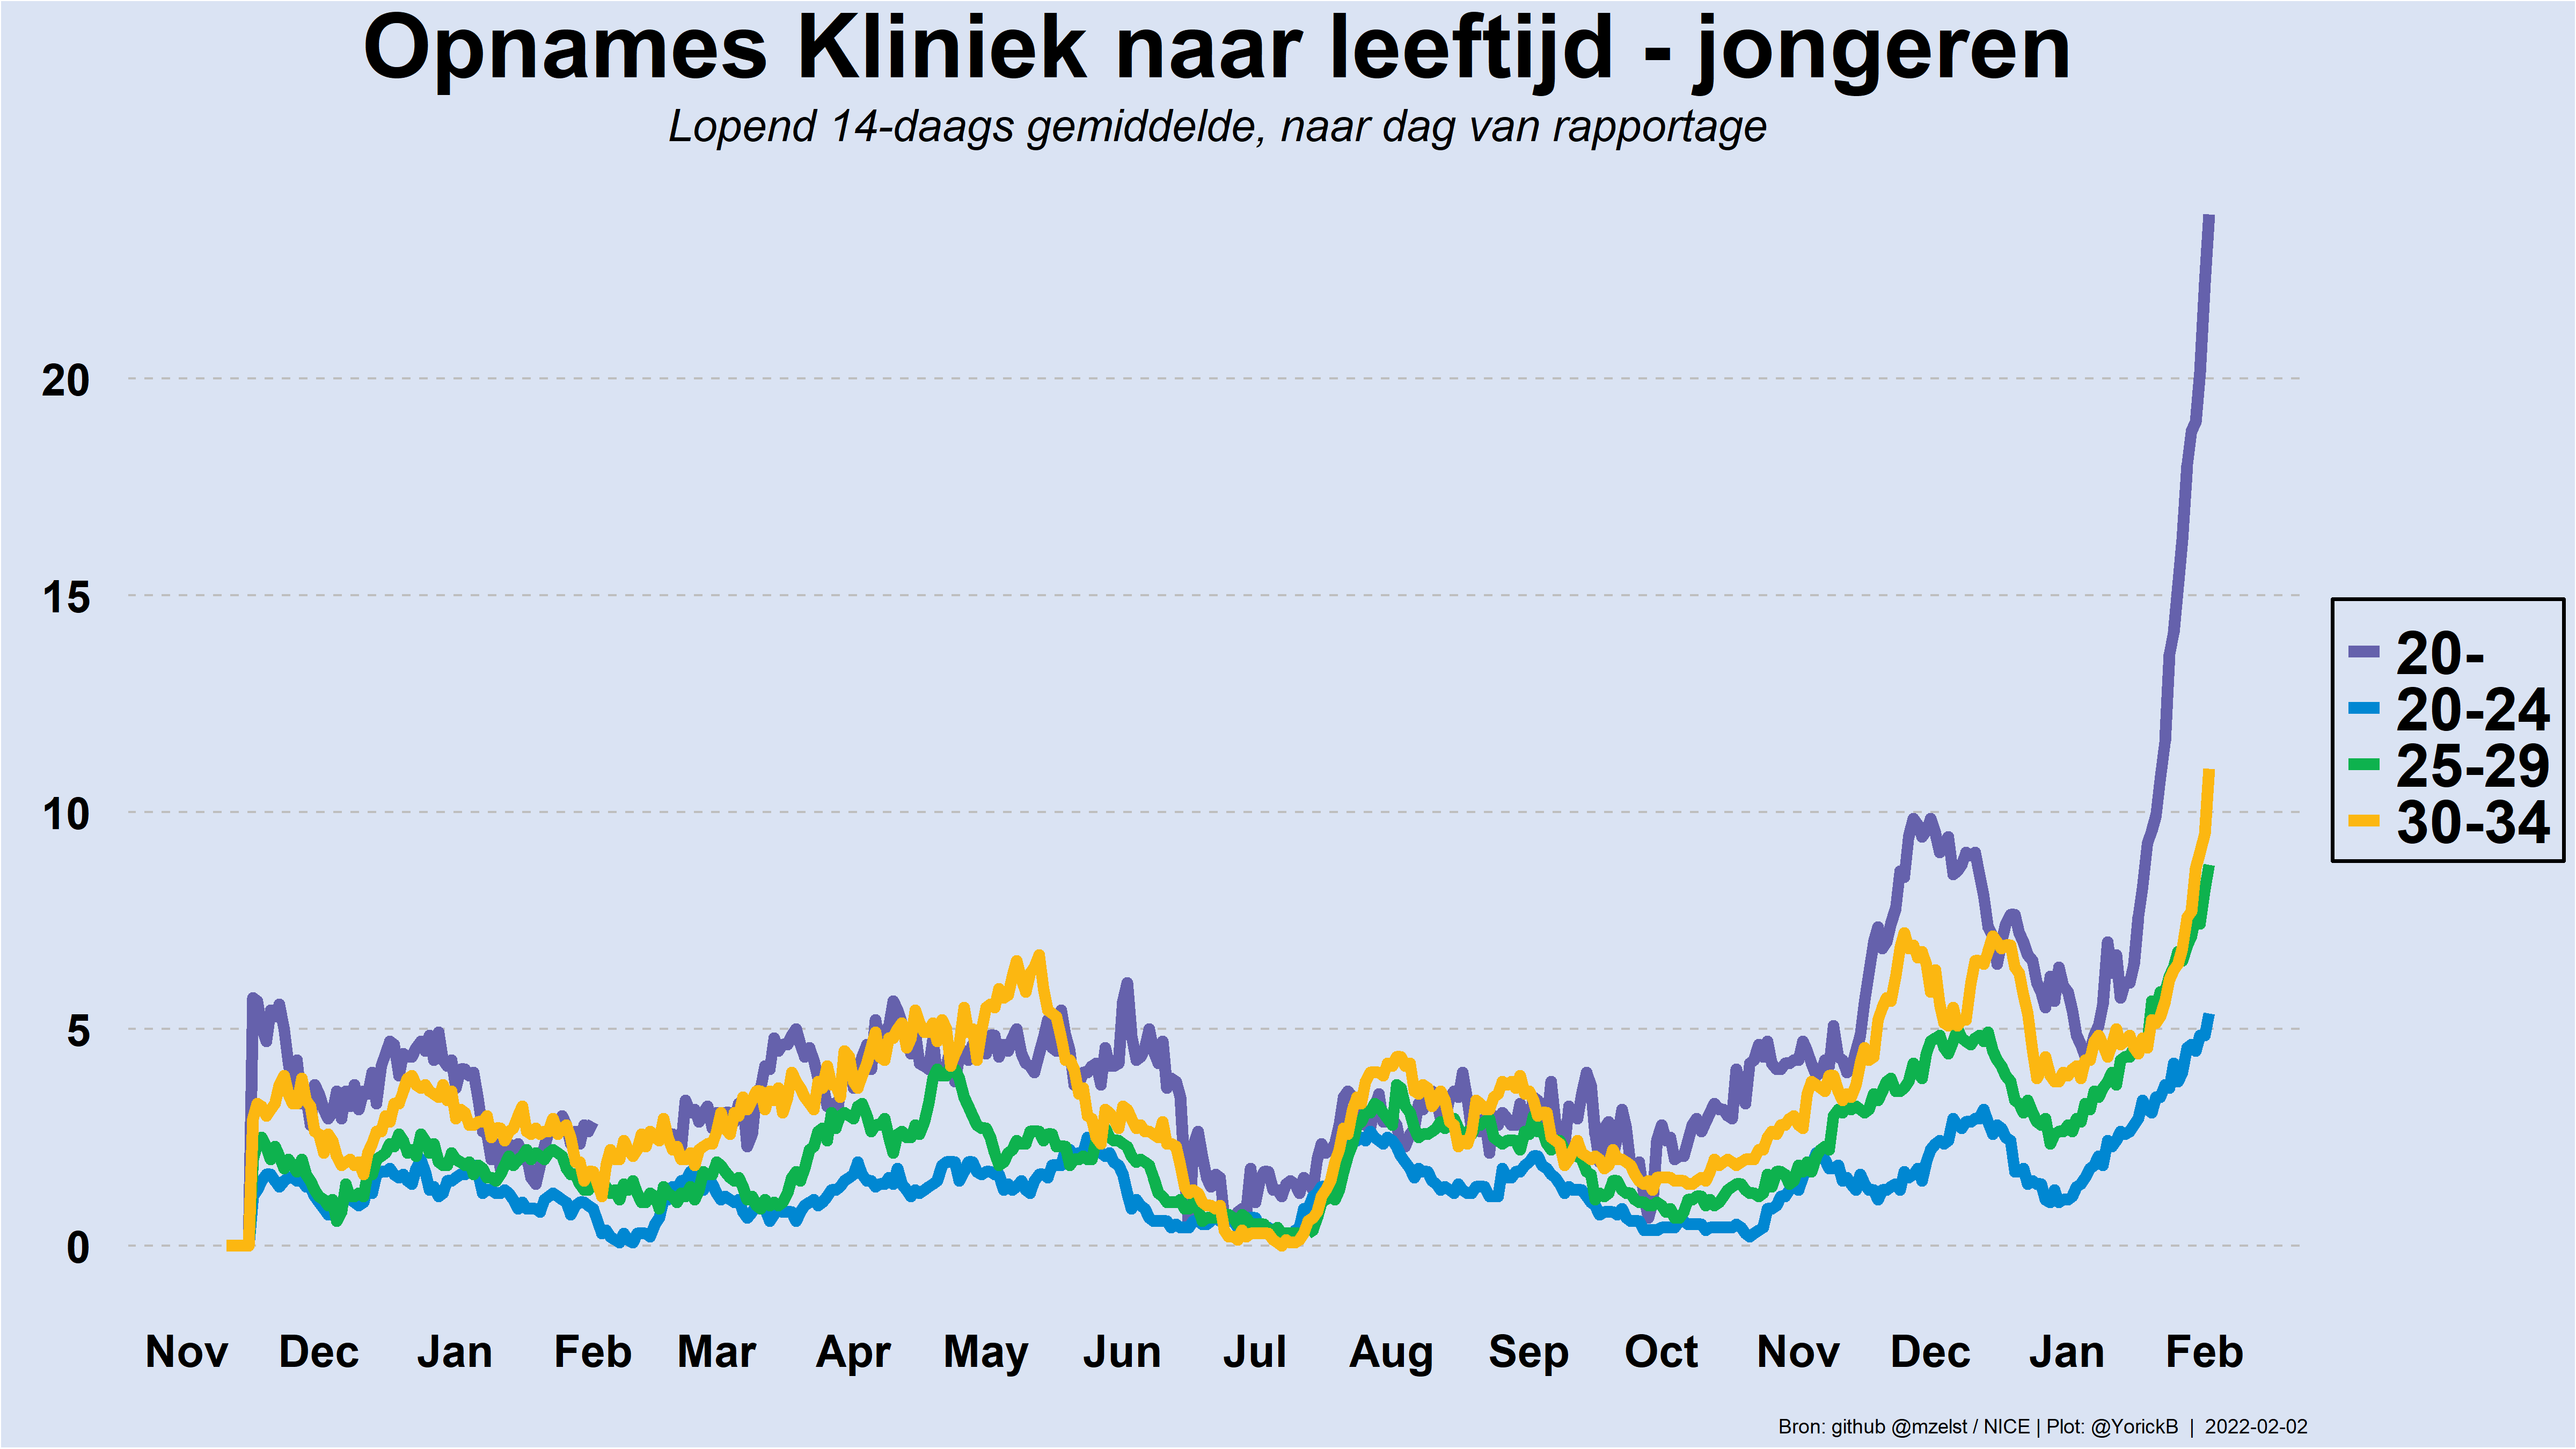 Opnames Kliniek naar leeftijd - jongeren
Lopend 14-daags gemiddelde, naar dag van rapportage
20
15
10
5
0
20-
20-24
25-29
30-34
Nov Dec Jan Feb Mar Apr May Jun Jul Aug Sep Oct Nov Dec Jan Feb
Bron: github @mzelst / NICE | Plot: @YorickB | 2022-02-02